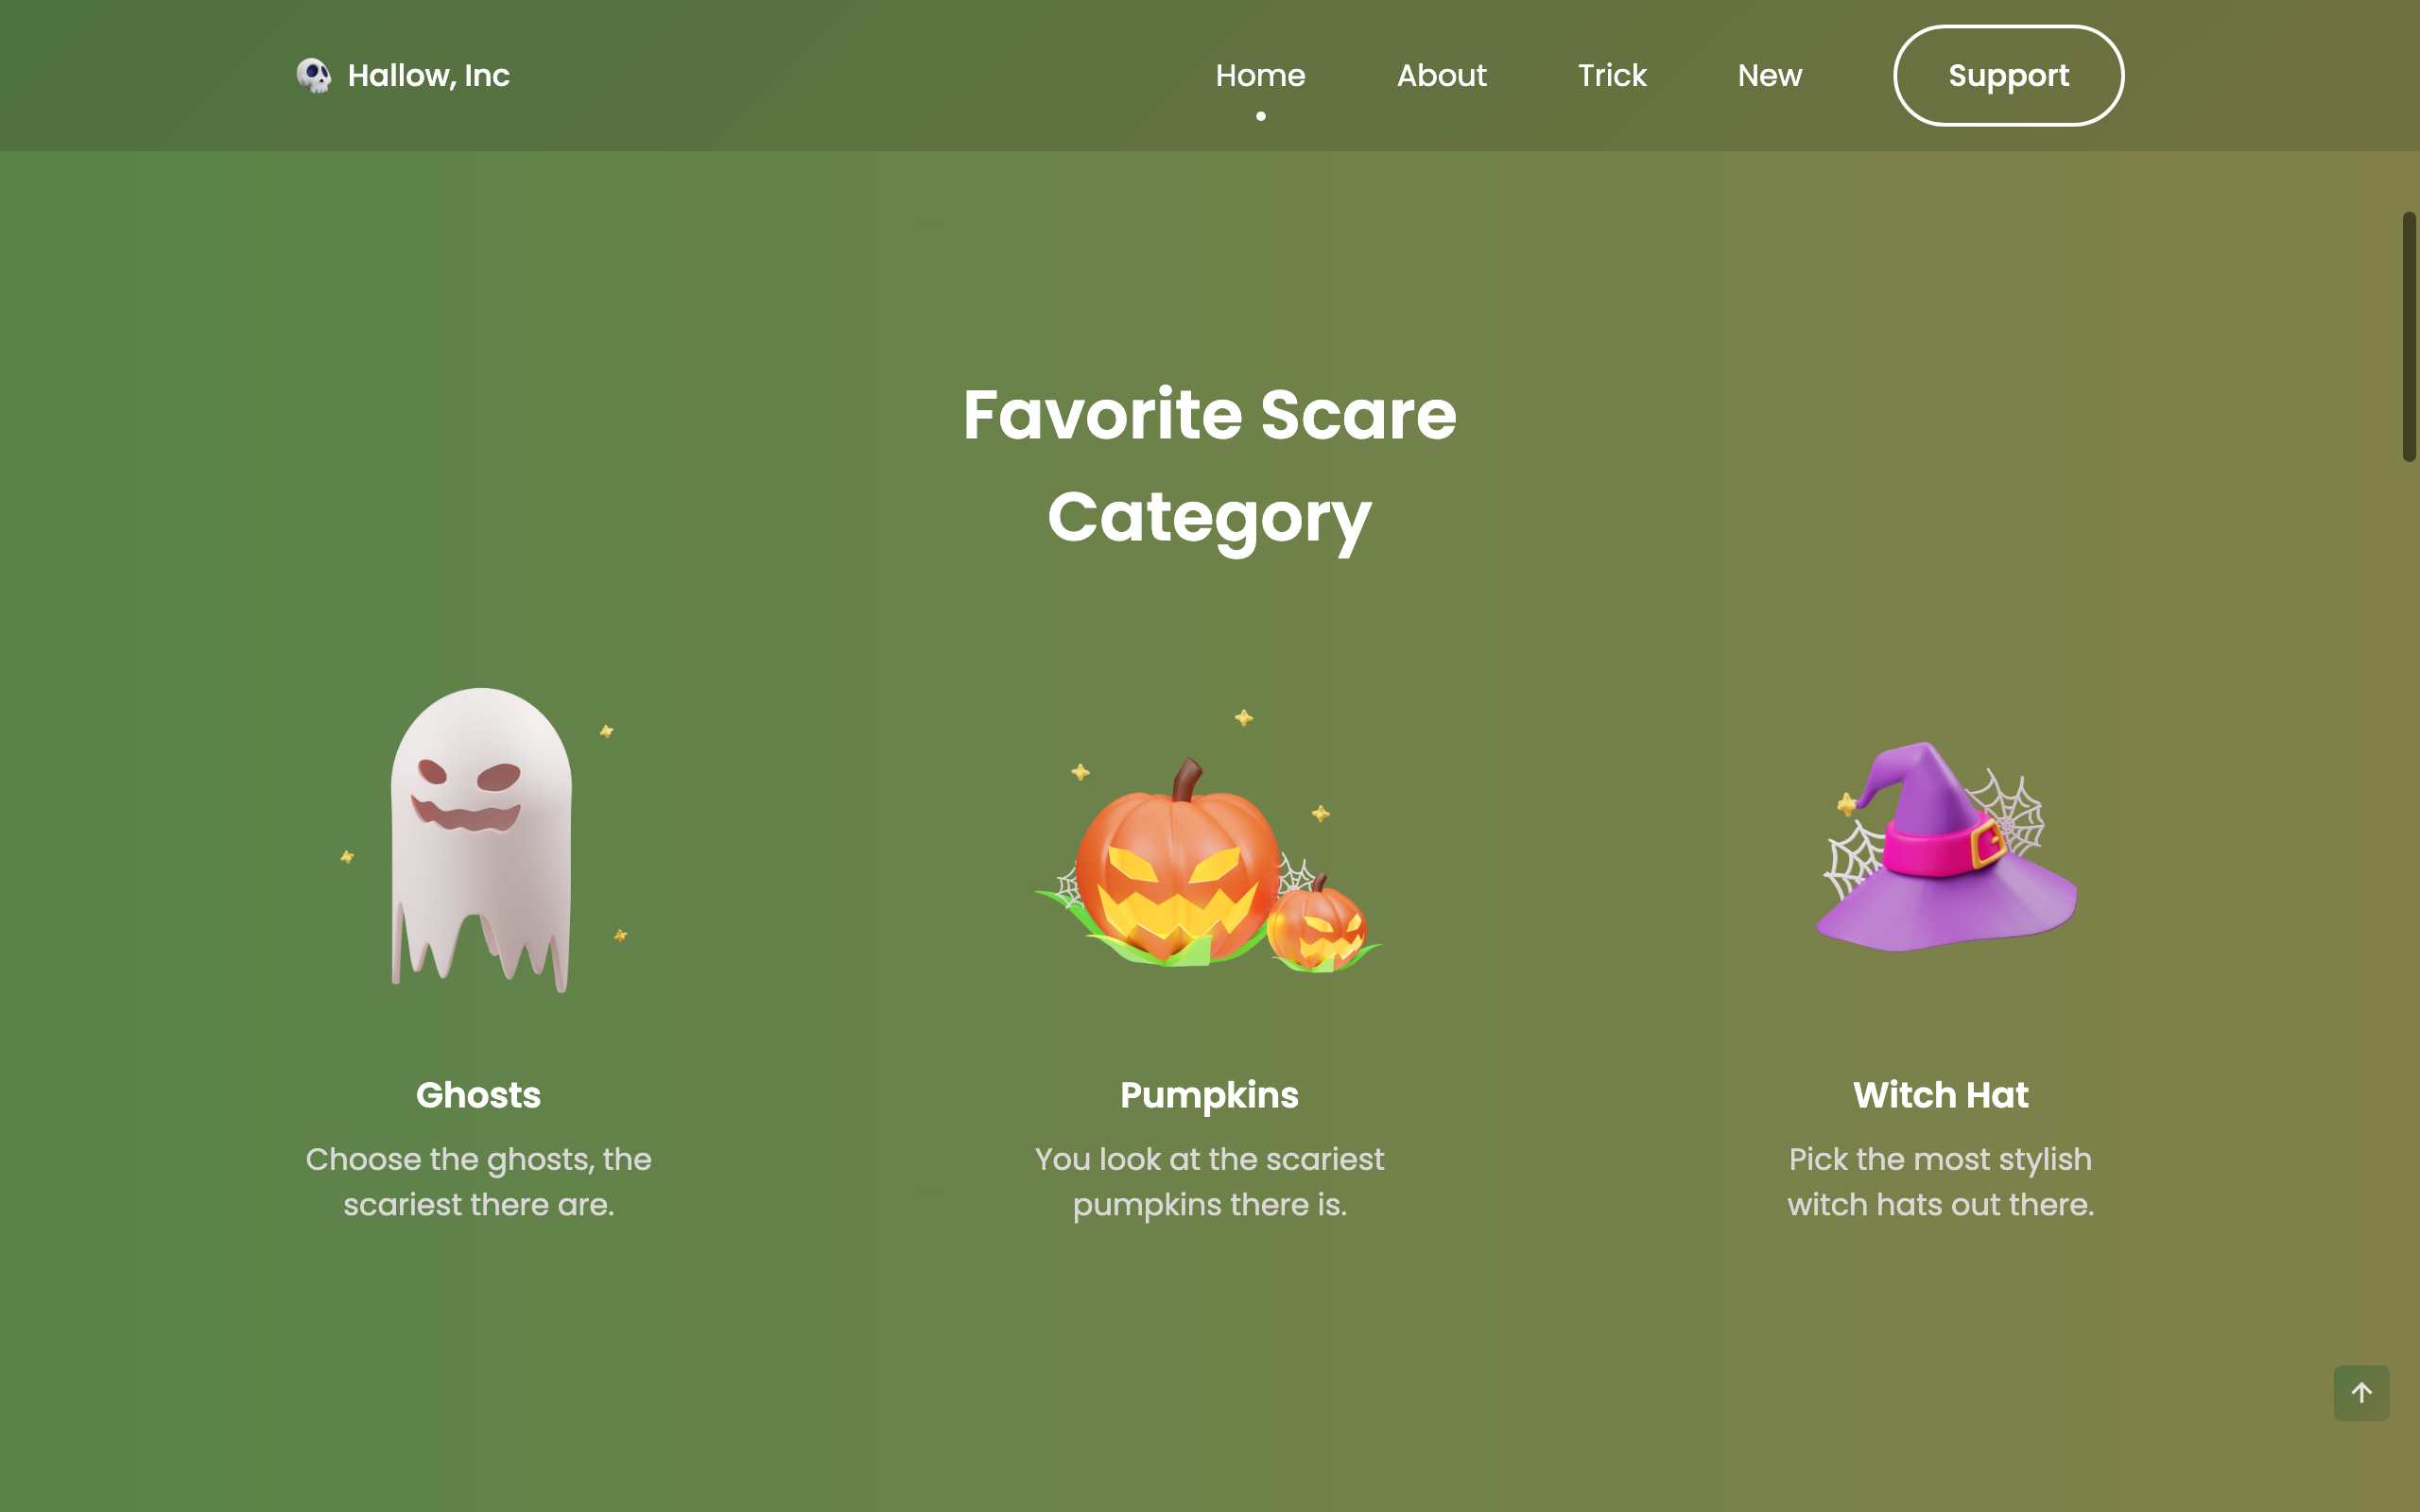 Hallow, Inc
Home
About
Trick
New
Support
Favorite Scare
Category
Ghosts
Choose the ghosts, the
scariest there are.
Pumpkins
You look at the scariest
pumpkins there is.
Witch Hat
Pick the most stylish
witch hats out there.